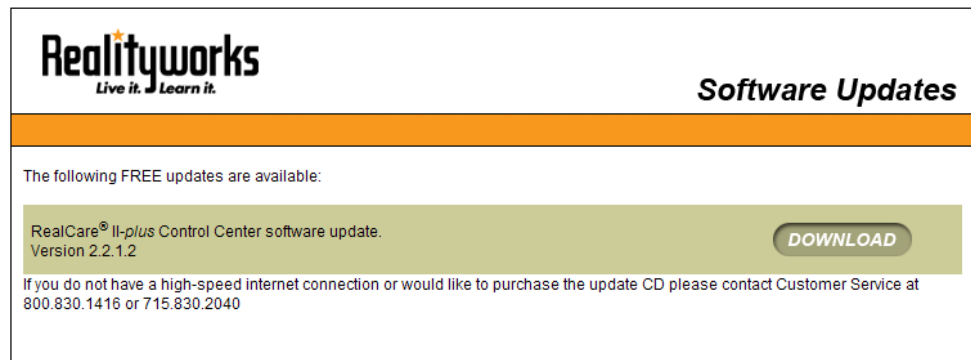 Realityworks
Live it. Learn it.
Software Updates
The following FREE updates are available:
RealCare® II-plus Control Center software update.
Version 2.2.1.2
DOWNLOAD
If you do not have a high-speed internet connection or would like to purchase the update CD please contact Customer Service at
800.830.1416 or 715.830.2040